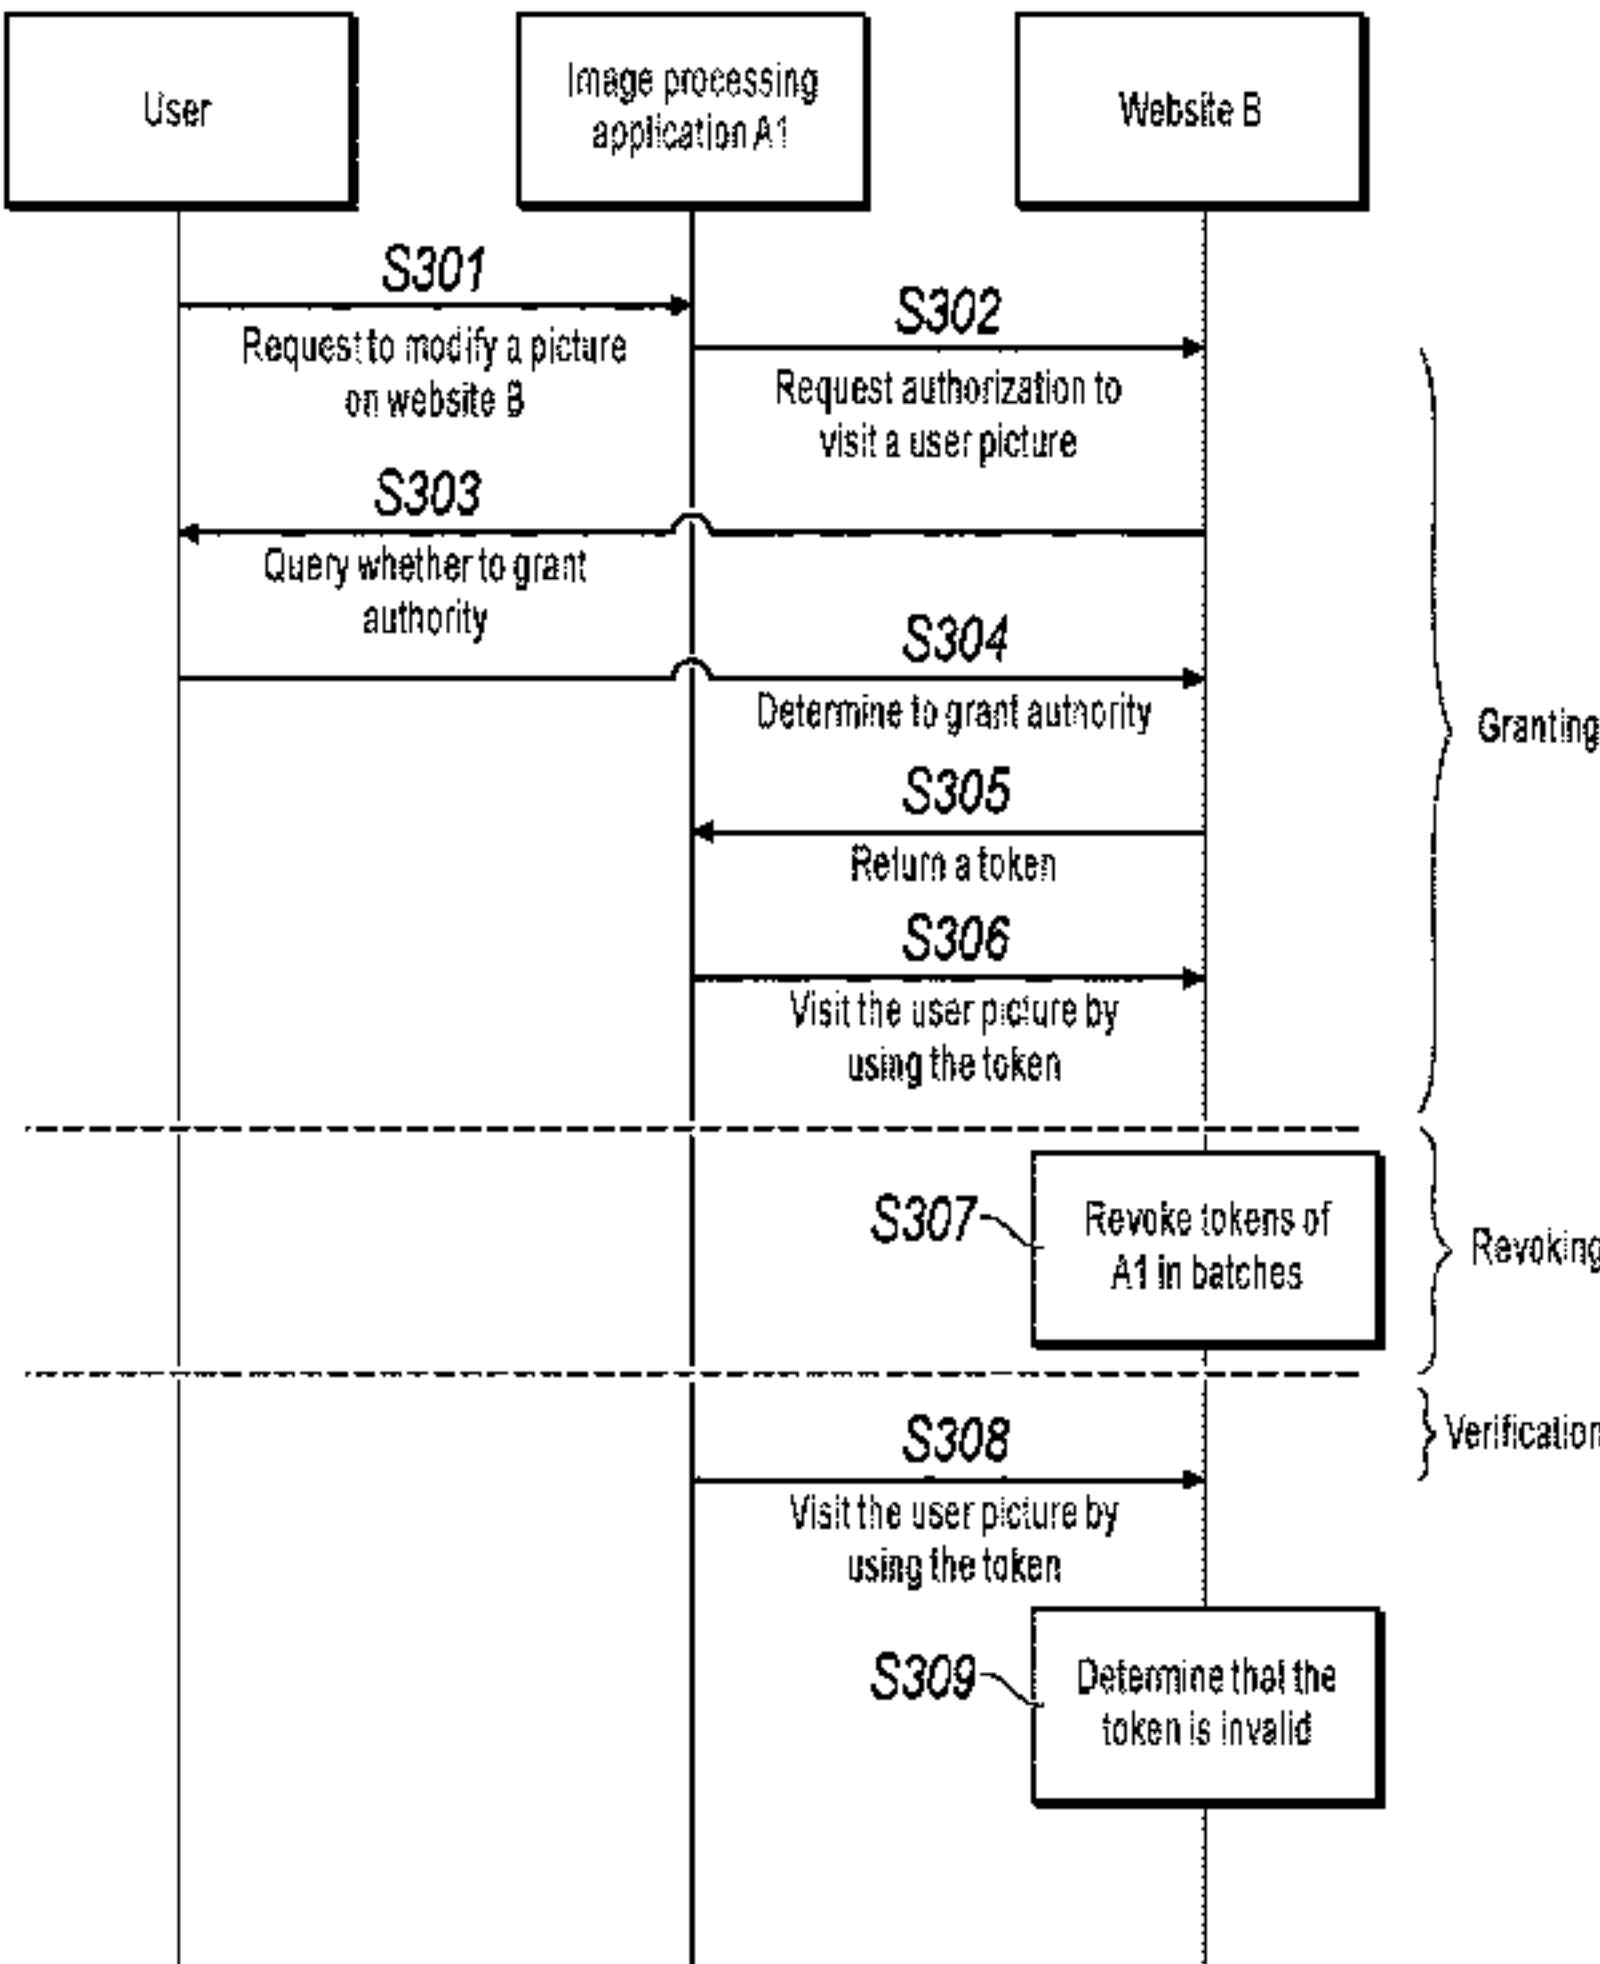 User
Image processing
application A1
Website B
S301
Request to modify a picture
on website B
S302
Request authorization to
visit a user picture
S303
Query whether to grant
authority
S304
Determine to grant authority
Granting
S305
Return a token
S306
Visit the user picture by
using the token
S307
Revoke tokens of
A1 in batches
Revoking
S308
Visit the user picture by
using the token
Verification
S309
Determine that the
token is invalid